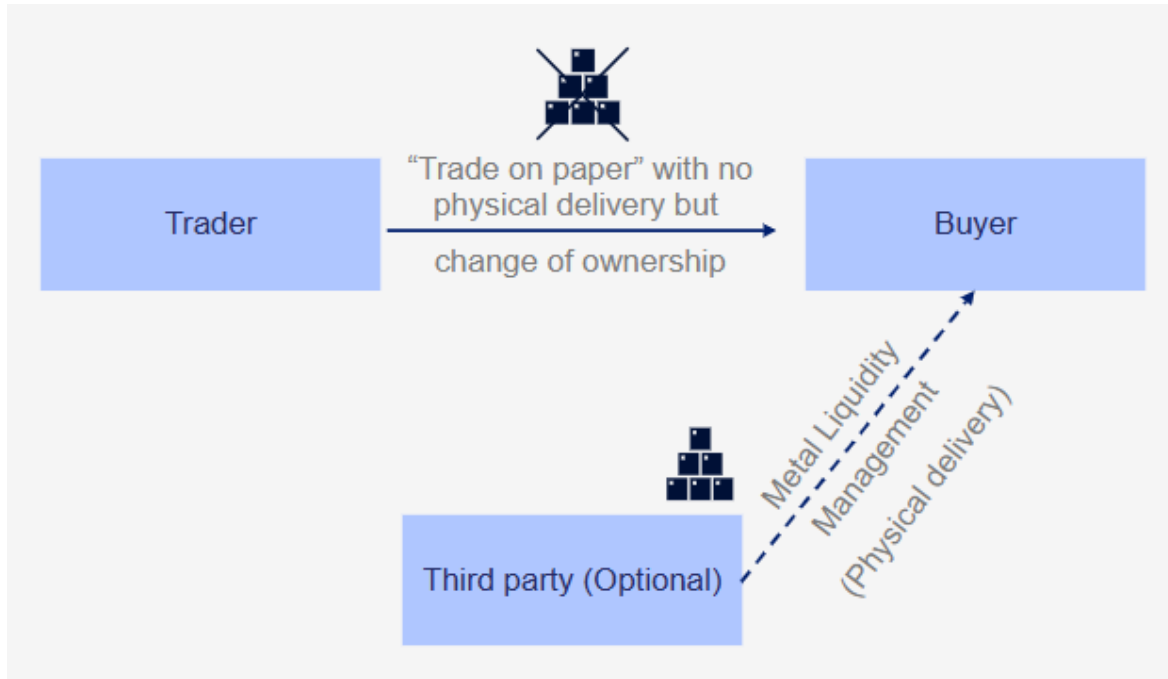 Trader
“Trade on paper” with no
physical delivery but
change of ownership
Buyer
Metal Liquidity
Management
(Physical delivery)
Third party (Optional)